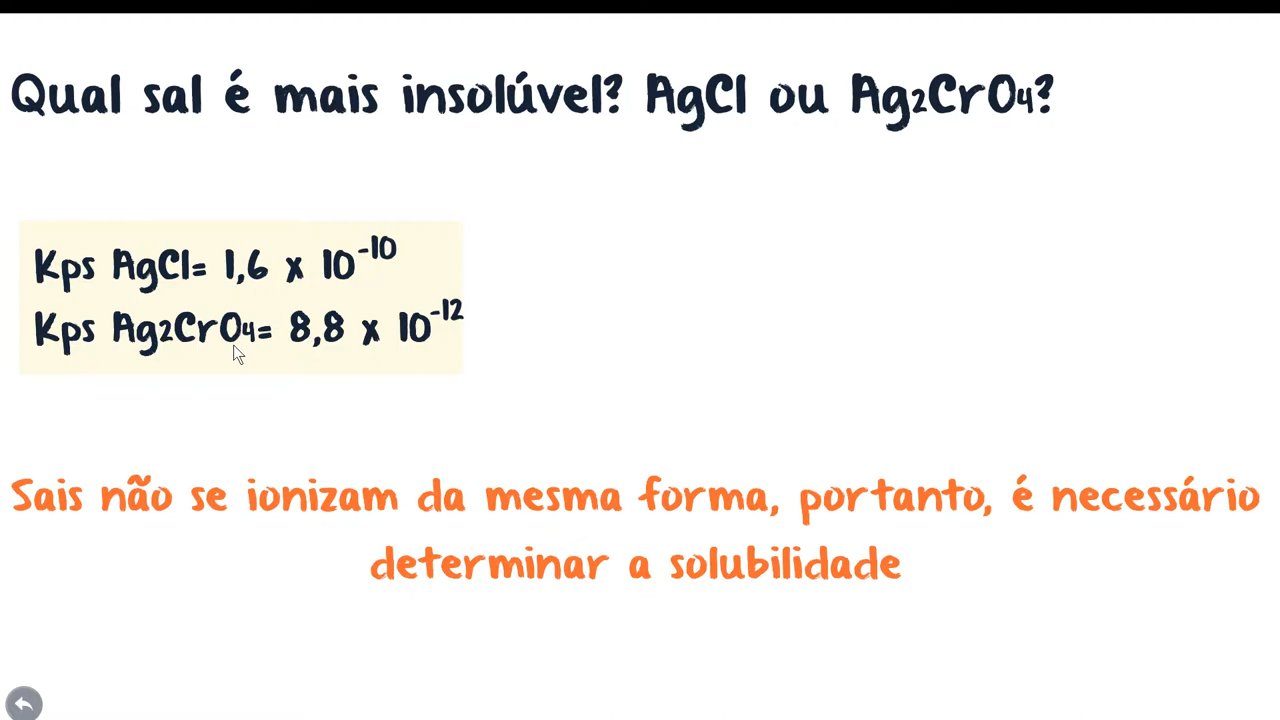 Qual sal é mais insolúvel? AgCl ou Ag₂CrO₄?
Kps AgCl= 1,6 x 10⁻¹⁰
Kps Ag₂CrO₄= 8,8 x 10⁻¹²
Sais não se ionizam da mesma forma, portanto, é necessário
determinar a solubilidade